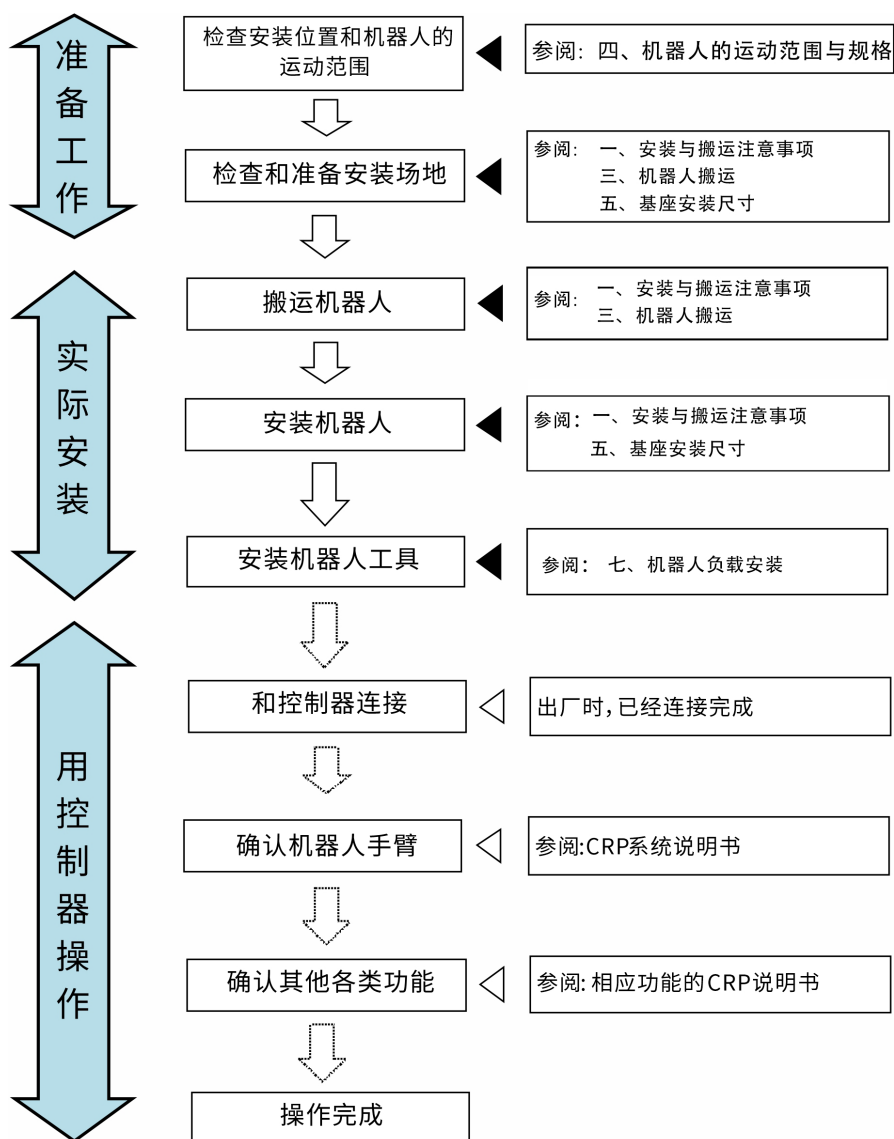 准备工作
检查安装位置和机器人的
运动范围
参阅: 四、机器人的运动范围与规格
检查和准备安装场地
参阅: 一、安装与搬运注意事项
三、机器人搬运
五、基座安装尺寸
实际安装
搬运机器人
参阅: 一、安装与搬运注意事项
三、机器人搬运
安装机器人
参阅: 一、安装与搬运注意事项
五、基座安装尺寸
安装机器人工具
参阅: 七、机器人负载安装
用控制器操作
和控制器连接
出厂时,已经连接完成
确认机器人手臂
参阅:CRP系统说明书
确认其他各类功能
参阅: 相应功能的CRP说明书
操作完成